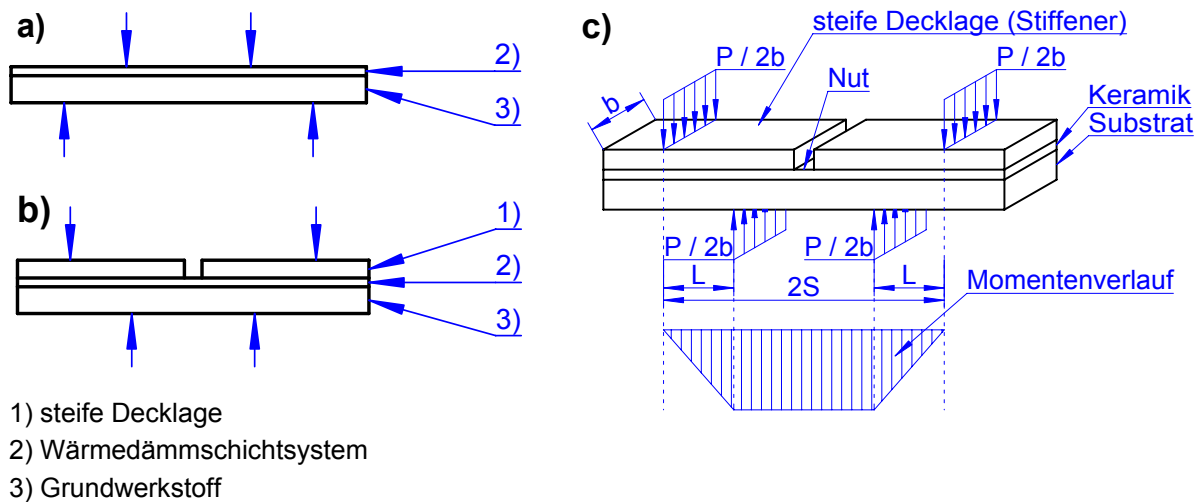 a)
2)
3)
b)
1)
2)
3)
1) steife Decklage
2) Wärmedämmschichtsystem
3) Grundwerkstoff
c)
steife Decklage (Stiffener)
P / 2b
P / 2b
Nut
b
Keramik
Substrat
P / 2b
P / 2b
L
L
2S
Momentenverlauf